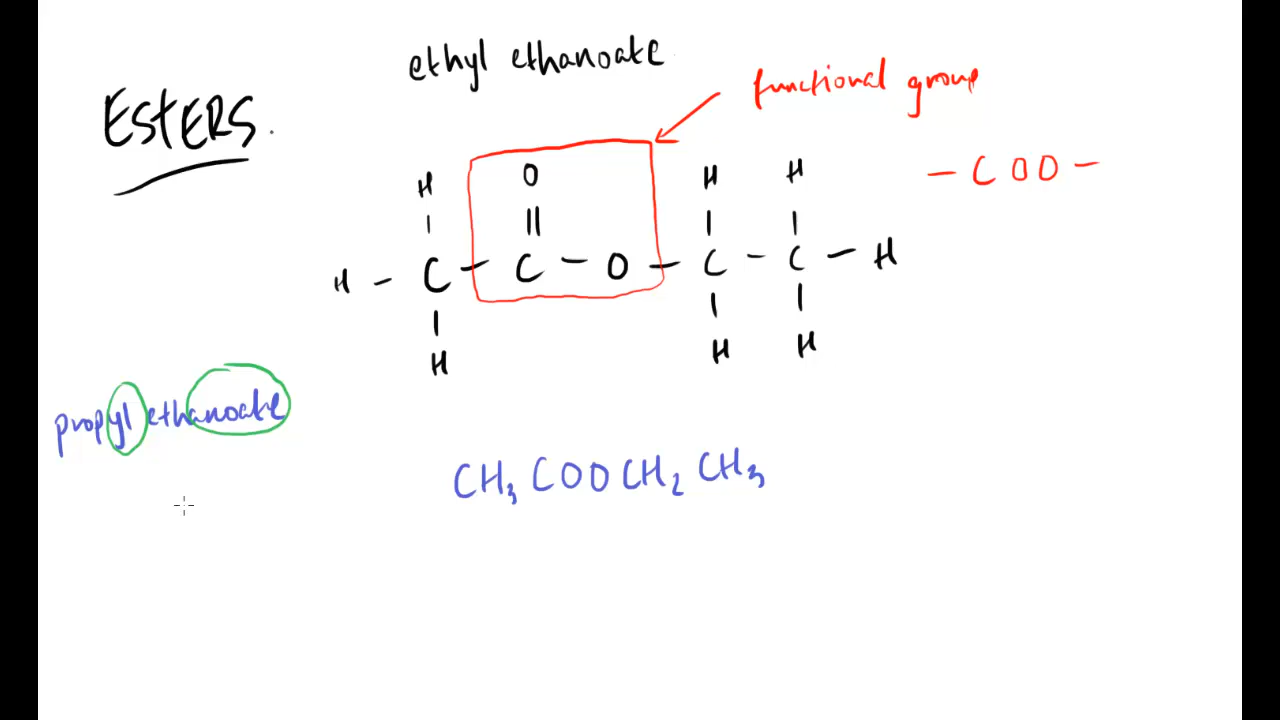 ethyl ethanoate
functional group
ESTERS.
- COO -
H O H H
H - C - C - O - C - C - H
H H H
propyl ethanoate
CH₃COOCH₂CH₃